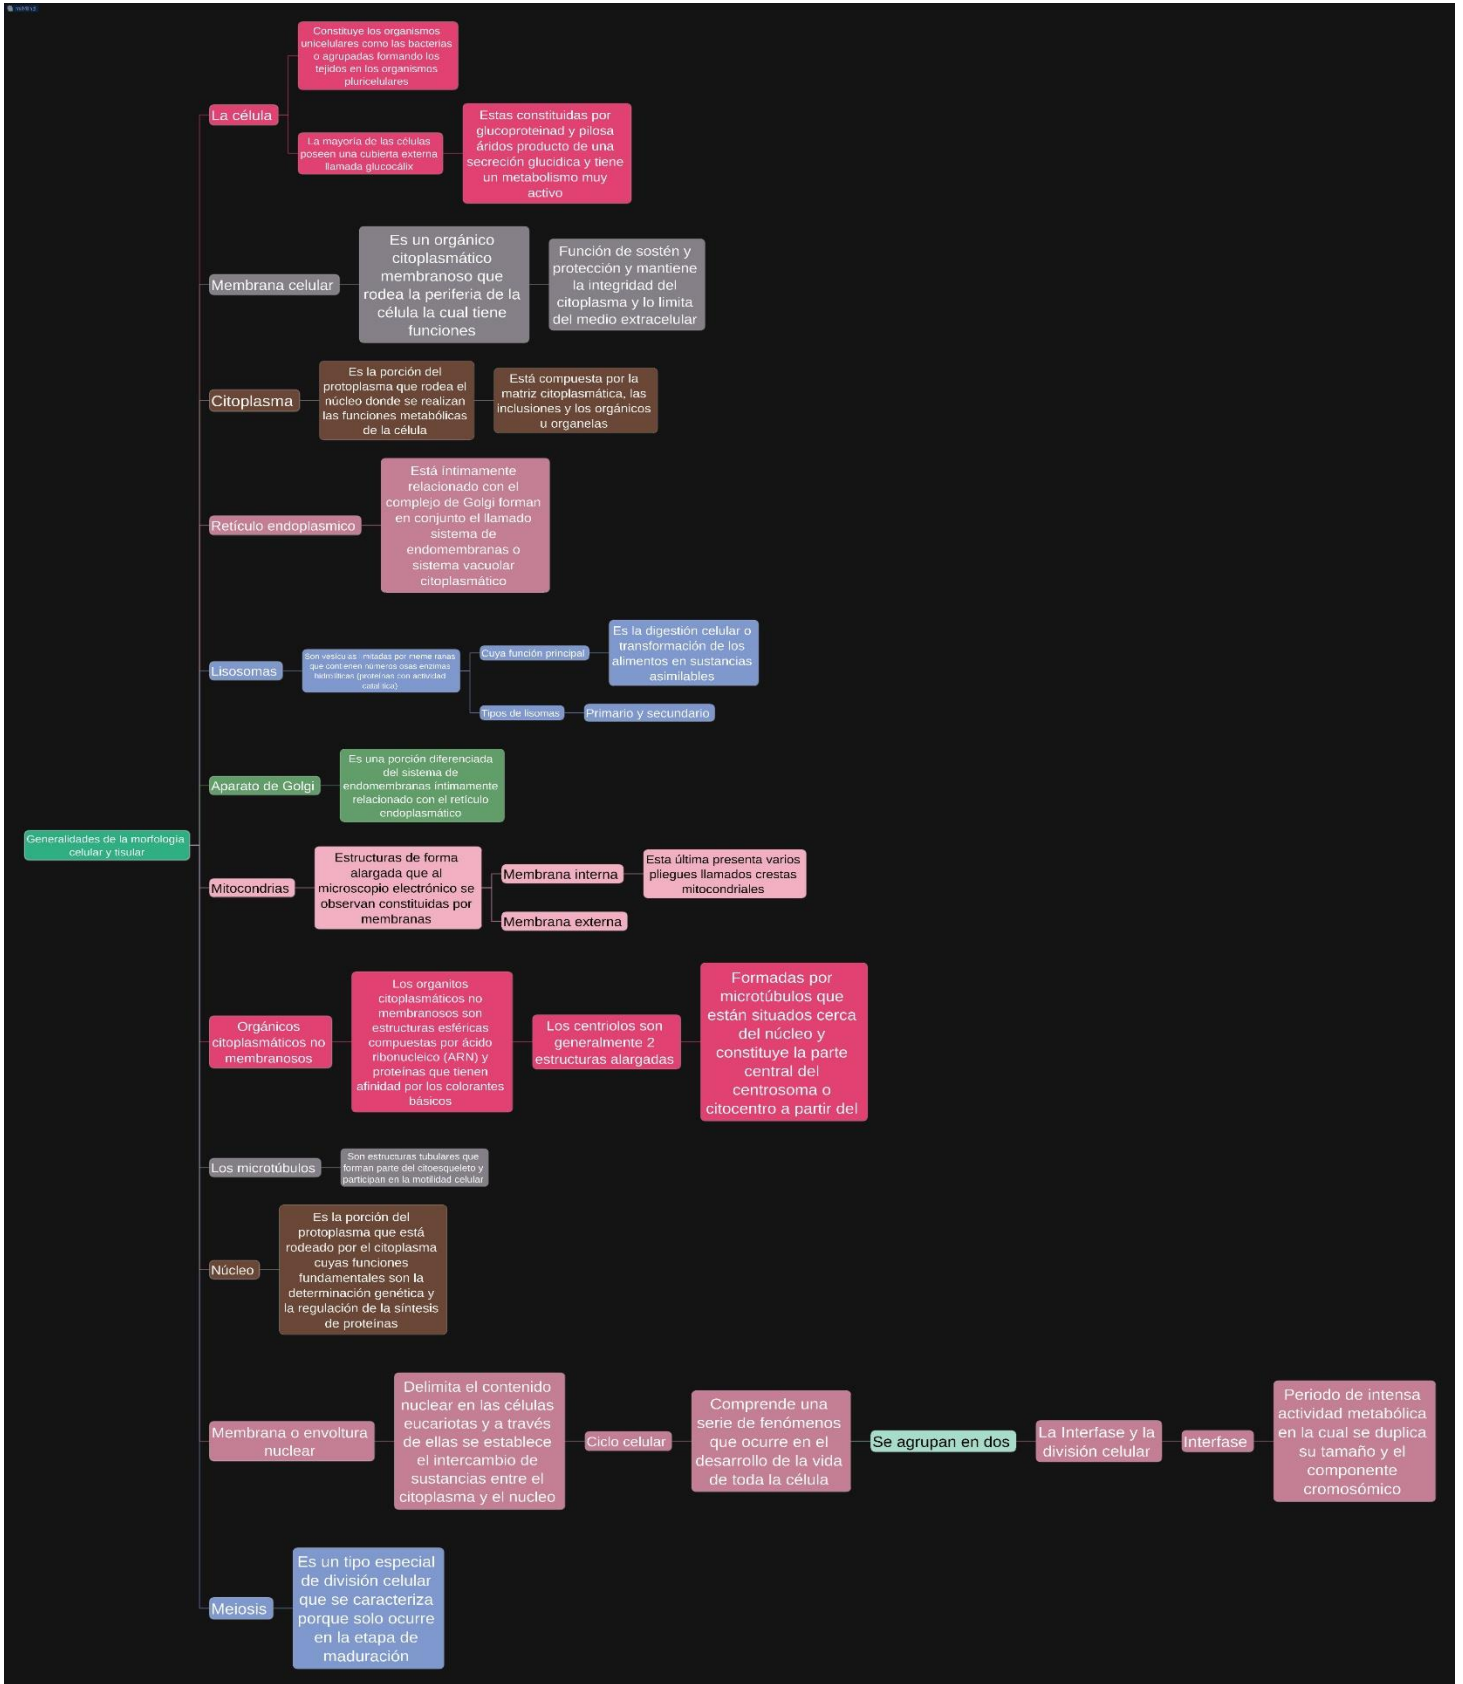 Constituye los organismos
unicelulares como las bacterias
o agrupadas formando los
tejidos en los organismos
pluricelulares
La célula
La mayoría de las células
poseen una cubierta externa
llamada glucocálix
Estas constituidas por
glucoproteinad y pilosa
áridos producto de una
secreción glucidica y tiene
un metabolismo muy
activo
Membrana celular
Es un orgánico
citoplasmático
membranoso que
rodea la periferia de la
célula la cual tiene
funciones
Función de sostén y
protección y mantiene
la integridad del
citoplasma y lo limita
del medio extracelular
Citoplasma
Es la porción del
protoplasma que rodea el
núcleo donde se realizan
las funciones metabólicas
de la célula
Está compuesta por la
matriz citoplasmática, las
inclusiones y los orgánicos
u organelas
Retículo endoplasmico
Está íntimamente
relacionado con el
complejo de Golgi forman
en conjunto el llamado
sistema de
endomembranas o
sistema vacuolar
citoplasmático
Lisosomas
Son vesículas limitadas por meme ranas
que contienen números osas enzimas
hidrolíticas (proteínas con actividad
catalítica)
Cuya función principal
Es la digestión celular o
transformación de los
alimentos en sustancias
asimilables
Tipos de lisomas
Primario y secundario
Aparato de Golgi
Es una porción diferenciada
del sistema de
endomembranas íntimamente
relacionado con el retículo
endoplasmático
Generalidades de la morfología
celular y tisular
Mitocondrias
Estructuras de forma
alargada que al
microscopio electrónico se
observan constituidas por
membranas
Membrana interna
Esta última presenta varios
pliegues llamados crestas
mitocondriales
Membrana externa
Orgánicos
citoplasmáticos no
membranosos
Los organitos
citoplasmáticos no
membranosos son
estructuras esféricas
compuestas por ácido
ribonucleico (ARN) y
proteínas que tienen
afinidad por los colorantes
básicos
Los centriolos son
generalmente 2
estructuras alargadas
Formadas por
microtúbulos que
están situados cerca
del núcleo y
constituye la parte
central del
centrosoma o
citocentro a partir del
Los microtúbulos
Son estructuras tubulares que
forman parte del citoesqueleto y
participan en la motilidad celular
Núcleo
Es la porción del
protoplasma que está
rodeado por el citoplasma
cuyas funciones
fundamentales son la
determinación genética y
la regulación de la síntesis
de proteínas
Membrana o envoltura
nuclear
Delimita el contenido
nuclear en las células
eucariotas y a través
de ellas se establece
el intercambio de
sustancias entre el
citoplasma y el nucleo
Ciclo celular
Comprende una
serie de fenómenos
que ocurre en el
desarrollo de la vida
de toda la célula
Se agrupan en dos
La Interfase y la
división celular
Interfase
Periodo de intensa
actividad metabólica
en la cual se duplica
su tamaño y el
componente
cromosómico
Meiosis
Es un tipo especial
de división celular
que se caracteriza
porque solo ocurre
en la etapa de
maduración